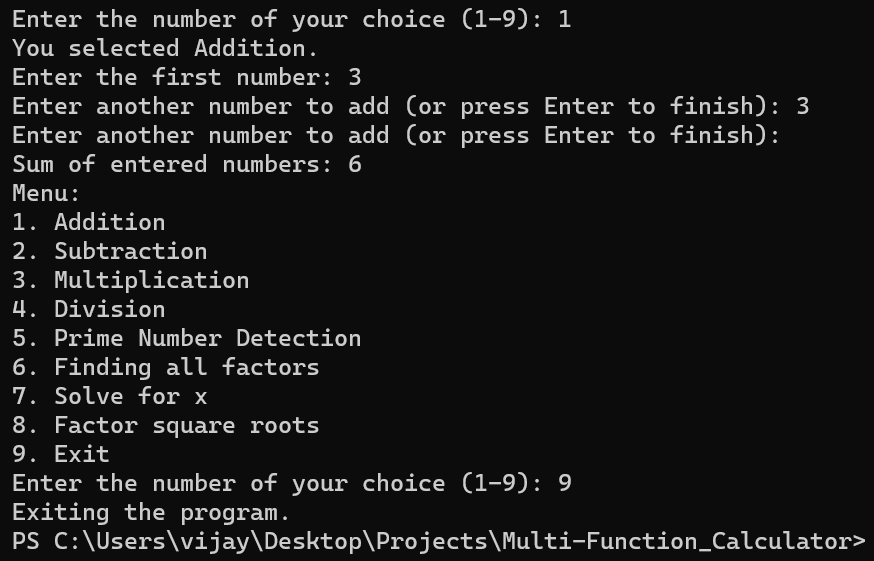 Enter the number of your choice (1-9): 1
You selected Addition.
Enter the first number: 3
Enter another number to add (or press Enter to finish): 3
Enter another number to add (or press Enter to finish):
Sum of entered numbers: 6
Menu:
1. Addition
2. Subtraction
3. Multiplication
4. Division
5. Prime Number Detection
6. Finding all factors
7. Solve for x
8. Factor square roots
9. Exit
Enter the number of your choice (1-9): 9
Exiting the program.
PS C:\Users\vijay\Desktop\Projects\Multi-Function_Calculator>